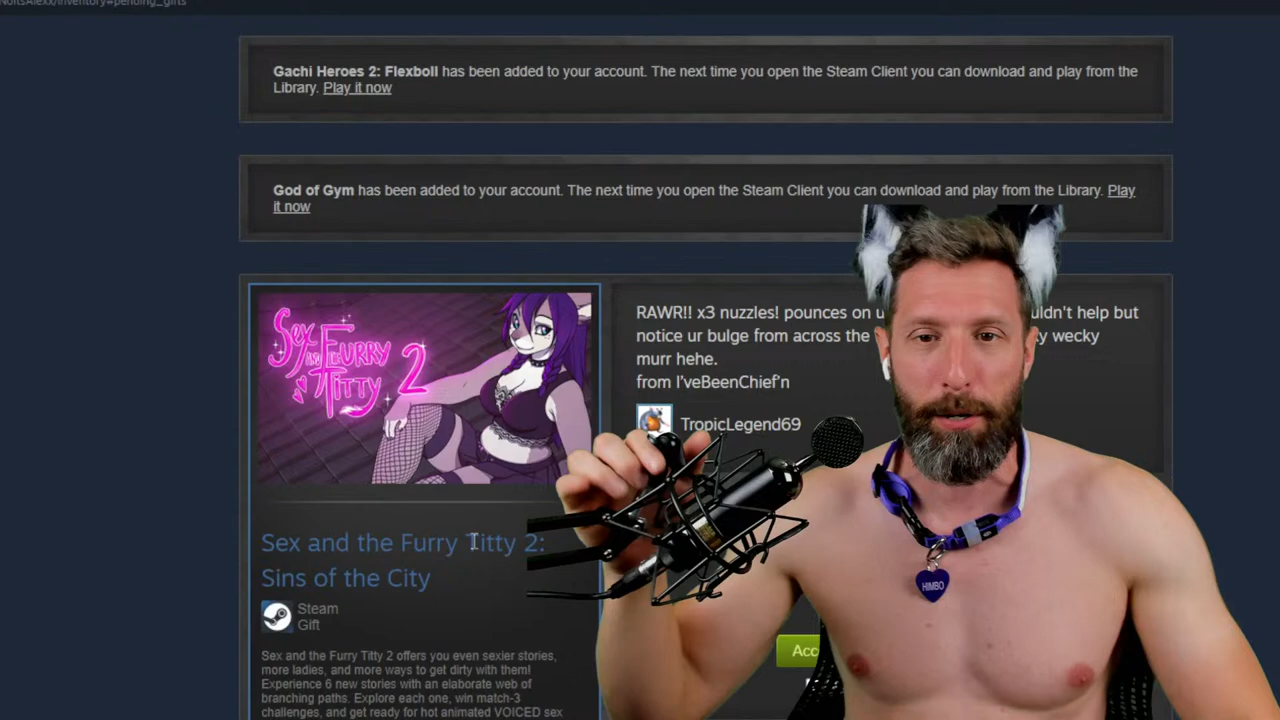 /inventory#pending_gifts
Gachi Heroes 2: Flexboll has been added to your account. The next time you open the Steam Client you can download and play from the
Library. Play it now
God of Gym has been added to your account. The next time you open the Steam Client you can download and play from the Library. Play
it now
Sex
AND THE FURRY
TITTY 2
RAWR!! x3 nuzzles! pounces on help but
notice ur bulge from across the wecky
murr hehe.
from I'veBeenChief'n
TropicLegend69
Sex and the Furry Titty 2:
Sins of the City
Steam
Gift
Sex and the Furry Titty 2 offers you even sexier stories,
more ladies, and more ways to get dirty with them!
Experience 6 new stories with an elaborate web of
branching paths. Explore each one, win match-3
challenges, and get ready for hot animated VOICED sex
HIMBO